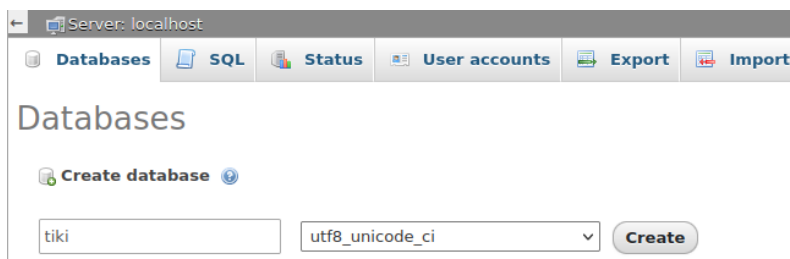 Server: localhost
Databases SQL Status User accounts Export Import
Databases
Create database
tiki utf8_unicode_ci Create